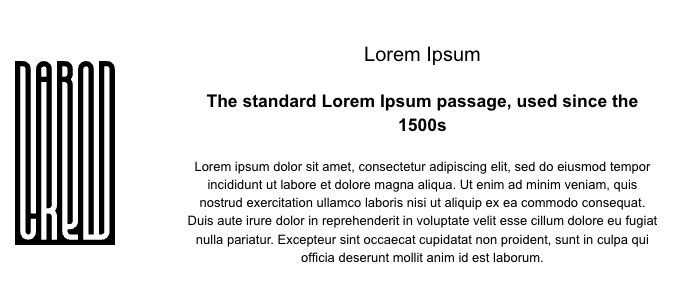 NAROD
CREW
Lorem Ipsum
The standard Lorem Ipsum passage, used since the
1500s
Lorem ipsum dolor sit amet, consectetur adipiscing elit, sed do eiusmod tempor
incididunt ut labore et dolore magna aliqua. Ut enim ad minim veniam, quis
nostrud exercitation ullamco laboris nisi ut aliquip ex ea commodo consequat.
Duis aute irure dolor in reprehenderit in voluptate velit esse cillum dolore eu fugiat
nulla pariatur. Excepteur sint occaecat cupidatat non proident, sunt in culpa qui
officia deserunt mollit anim id est laborum.